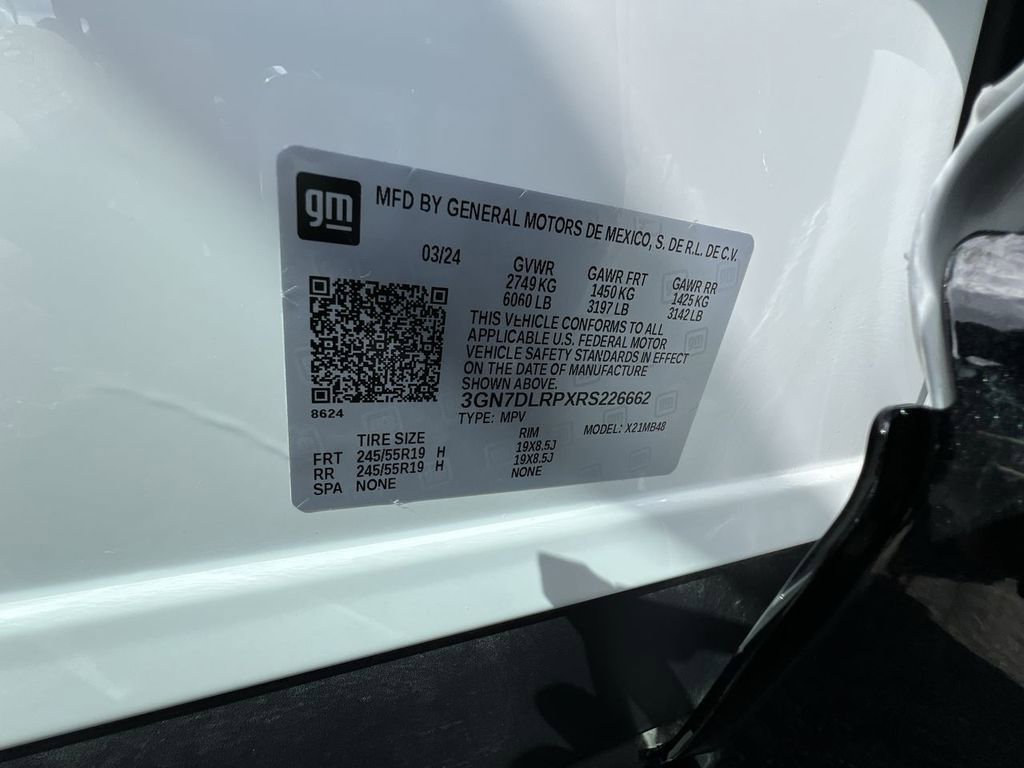 gm
MFD BY GENERAL MOTORS DE MEXICO, S. DE R.L. DE C.V.
03/24
GVWR GAWR FRT GAWR RR
2749 KG 1450 KG 1425 KG
6060 LB 3197 LB 3142 LB
THIS VEHICLE CONFORMS TO ALL
APPLICABLE U.S. FEDERAL MOTOR
VEHICLE SAFETY STANDARDS IN EFFECT
ON THE DATE OF MANUFACTURE
SHOWN ABOVE.
3GN7DLRPXRS226662
8624
TYPE: MPV MODEL: X21MB48
TIRE SIZE RIM
FRT 245/55R19 H 19X8.5J
RR 245/55R19 H 19X8.5J
SPA NONE NONE